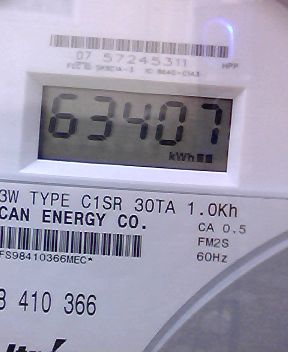 07 57245311
HPP
63407
kWh
3W TYPE C1SR 30TA 1.0Kh
CAN ENERGY CO.
CA 0.5
FM2S
60Hz
FS98410366MEC*
410 366